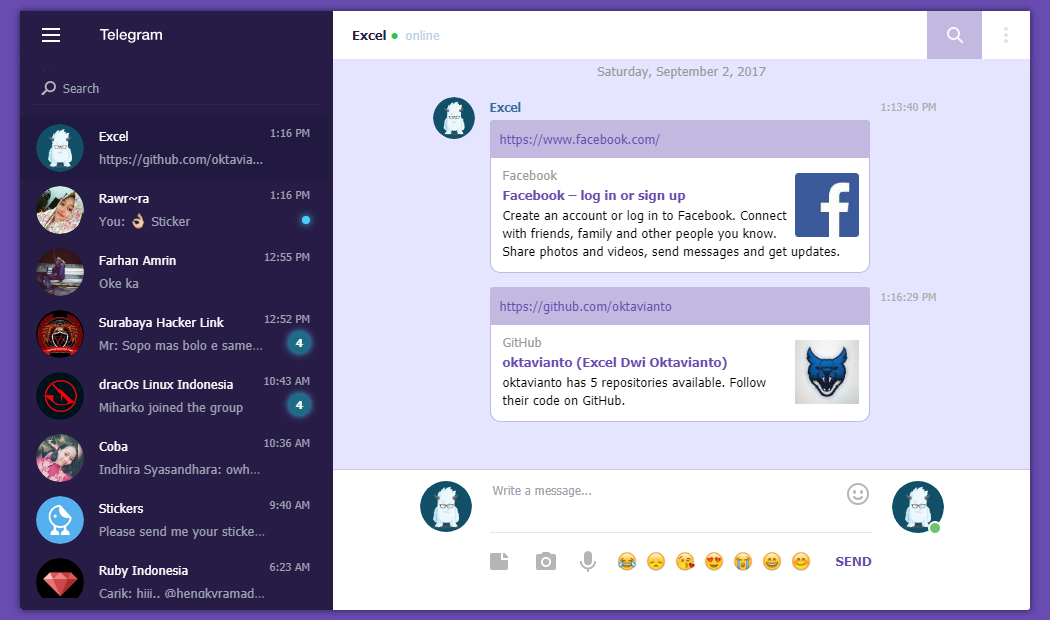 Telegram
Search
Excel
1:16 PM
https://github.com/oktavia...
Rawr~ra
1:16 PM
You: 👌🏼 Sticker
Farhan Amrin
12:55 PM
Oke ka
Surabaya Hacker Link
12:52 PM
Mr: Sopo mas bolo e same...
4
dracOs Linux Indonesia
10:43 AM
Miharko joined the group
4
Coba
10:36 AM
Indhira Syasandhara: owh...
Stickers
9:40 AM
Please send me your sticke...
Ruby Indonesia
6:23 AM
Carik: hiii.. @hengkyramad...
Excel
online
Saturday, September 2, 2017
Excel
1:13:40 PM
https://www.facebook.com/
Facebook
Facebook – log in or sign up
Create an account or log in to Facebook. Connect
with friends, family and other people you know.
Share photos and videos, send messages and get updates.
https://github.com/oktavianto
1:16:29 PM
GitHub
oktavianto (Excel Dwi Oktavianto)
oktavianto has 5 repositories available. Follow
their code on GitHub.
Write a message...
SEND